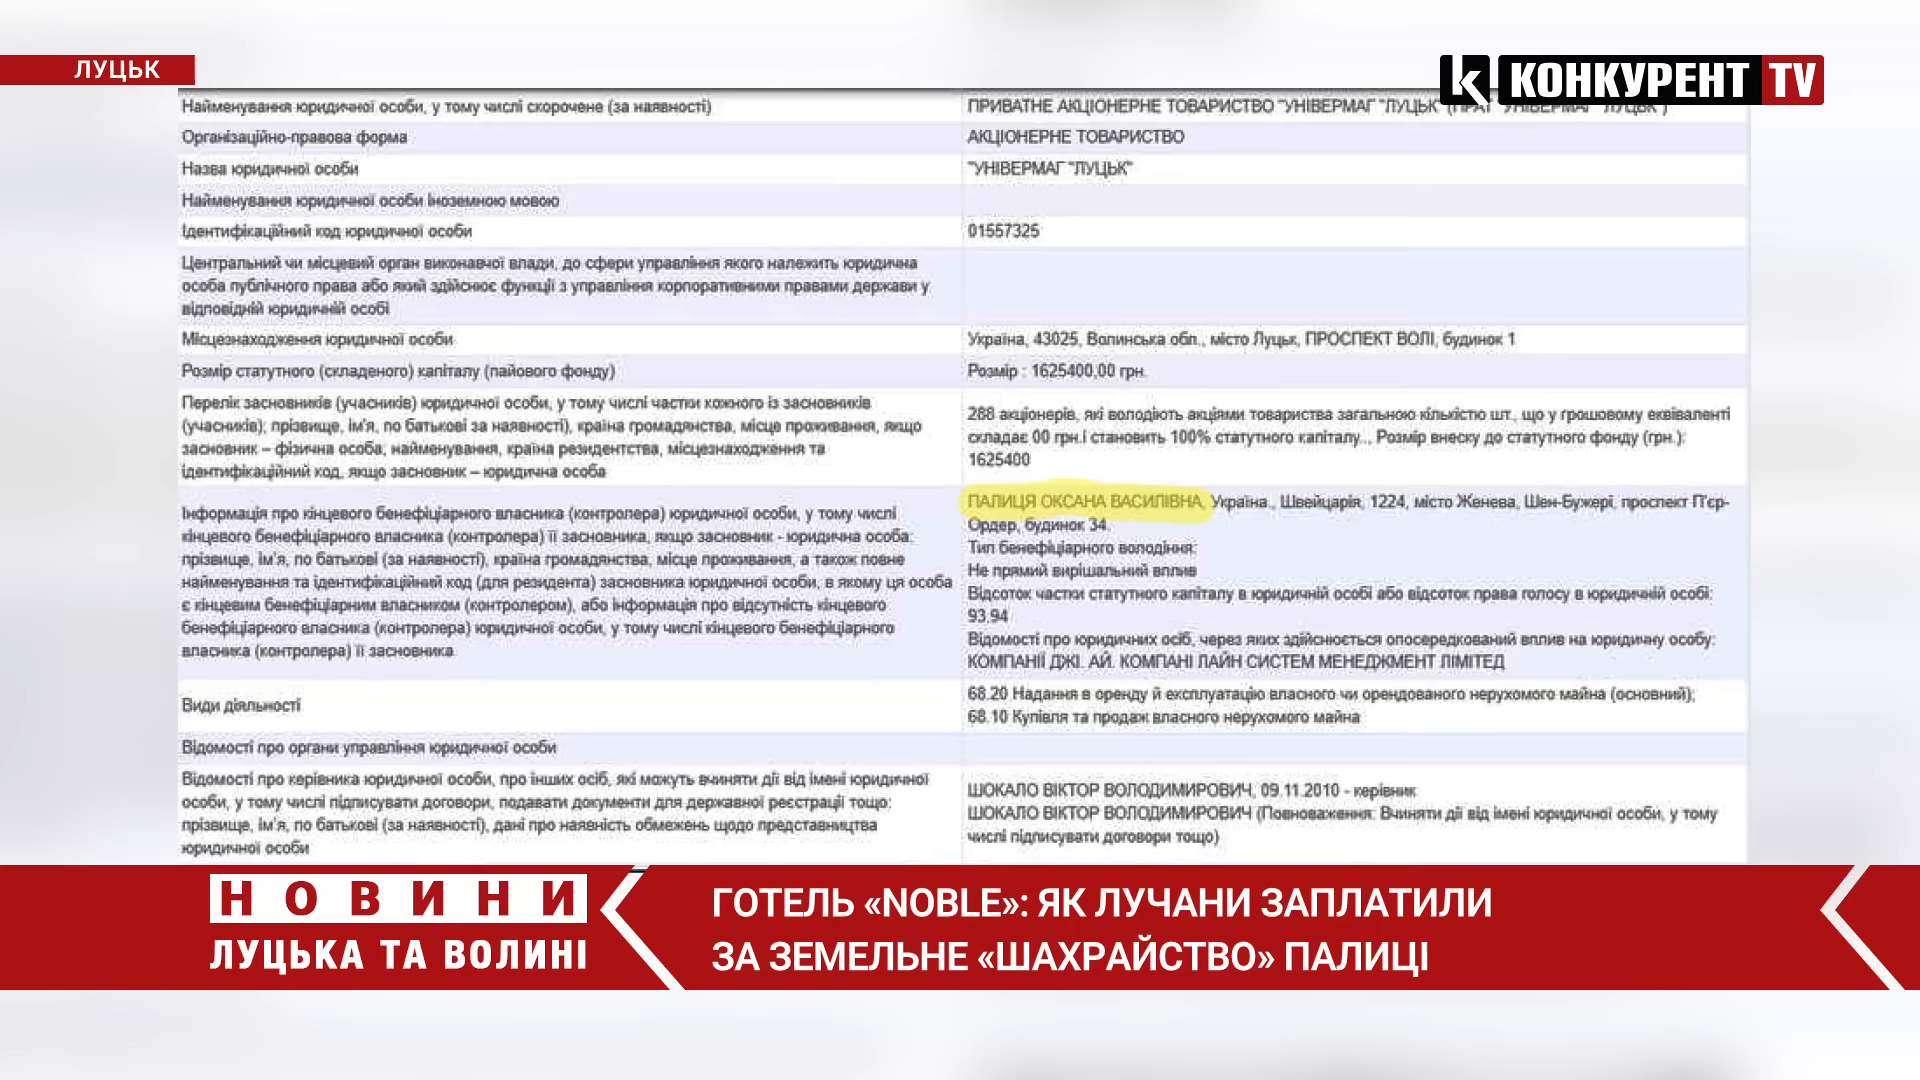 ЛУЦЬК
K КОНКУРЕНТ TV
Найменування юридичної особи, у тому числі скорочене (за наявності)
ПРИВАТНЕ АКЦІОНЕРНЕ ТОВАРИСТВО "УНІВЕРМАГ "ЛУЦЬК" (ПРАТ "УНІВЕРМАГ "ЛУЦЬК")
Організаційно-правова форма
АКЦІОНЕРНЕ ТОВАРИСТВО
Назва юридичної особи
"УНІВЕРМАГ "ЛУЦЬК"
Найменування юридичної особи іноземною мовою
Ідентифікаційний код юридичної особи
01557325
Центральний чи місцевий орган виконавчої влади, до сфери управління якого належить юридична
особа публічного права або який здійснює функції з управління корпоративними правами держави у
відповідній юридичній особі
Місцезнаходження юридичної особи
Україна, 43025, Волинська обл., місто Луцьк, ПРОСПЕКТ ВОЛІ, будинок 1
Розмір статутного (складеного) капіталу (пайового фонду)
Розмір : 1625400,00 грн.
Перелік засновників (учасників) юридичної особи, у тому числі частки кожного із засновників
(учасників); прізвище, ім'я, по батькові за наявності), країна громадянства, місце проживання, якщо
засновник – фізична особа; найменування, країна резидентства, місцезнаходження та
ідентифікаційний код, якщо засновник – юридична особа
288 акціонерів, які володіють акціями товариства загальною кількістю шт., що у грошовому еквіваленті
складає 00 грн.і становить 100% статутного капіталу.., Розмір внеску до статутного фонду (грн.):
1625400
Інформація про кінцевого бенефіціарного власника (контролера) юридичної особи, у тому числі
кінцевого бенефіціарного власника (контролера) її засновника, якщо засновник - юридична особа:
прізвище, ім'я, по батькові (за наявності), країна громадянства, місце проживання, а також повне
найменування та ідентифікаційний код (для резидента) засновника юридичної особи, в якому ця особа
є кінцевим бенефіціарним власником (контролером), або інформація про відсутність кінцевого
бенефіціарного власника (контролера) юридичної особи, у тому числі кінцевого бенефіціарного
власника (контролера) її засновника
ПАЛИЦЯ ОКСАНА ВАСИЛІВНА, Україна., Швейцарія, 1224, місто Женева, Шен-Бужері, проспект П'єр-
Ордер, будинок 34.
Тип бенефіціарного володіння:
Не прямий вирішальний вплив
Відсоток частки статутного капіталу в юридичній особі або відсоток права голосу в юридичній особі:
93.94
Відомості про юридичних осіб, через яких здійснюється опосередкований вплив на юридичну особу:
КОМПАНІЇ ДЖІ. АЙ. КОМПАНІ ЛАЙН СИСТЕМ МЕНЕДЖМЕНТ ЛІМІТЕД
Види діяльності
68.20 Надання в оренду й експлуатацію власного чи орендованого нерухомого майна (основний);
68.10 Купівля та продаж власного нерухомого майна
Відомості про органи управління юридичної особи
Відомості про керівника юридичної особи, про інших осіб, які можуть вчиняти дії від імені юридичної
особи, у тому числі підписувати договори, подавати документи для державної реєстрації тощо:
прізвище, ім'я, по батькові (за наявності), дані про наявність обмежень щодо представництва
юридичної особи
ШОКАЛО ВІКТОР ВОЛОДИМИРОВИЧ, 09.11.2010 - керівник
ШОКАЛО ВІКТОР ВОЛОДИМИРОВИЧ (Повноваження: Вчиняти дії від імені юридичної особи, у тому
числі підписувати договори тощо)
НОВИНИ
ЛУЦЬКА ТА ВОЛИНІ
ГОТЕЛЬ «NOBLE»: ЯК ЛУЧАНИ ЗАПЛАТИЛИ
ЗА ЗЕМЕЛЬНЕ «ШАХРАЙСТВО» ПАЛИЦІ